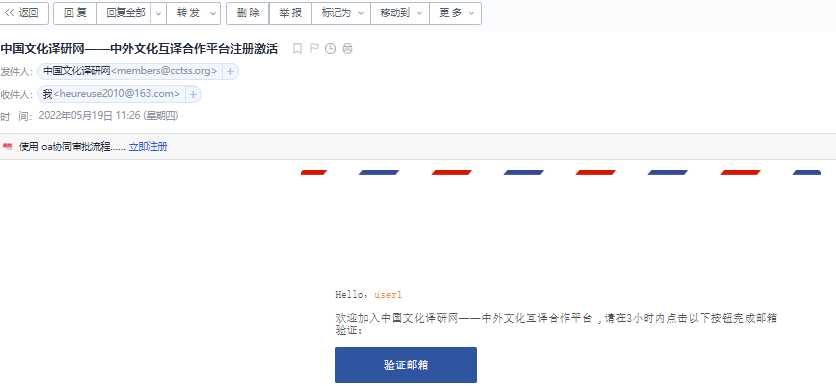 << 返回 回 复 回复全部 转 发 删 除 举 报 标记为 移动到 更 多
中国文化译研网——中外文化互译合作平台注册激活
发件人： 中国文化译研网<members@cctss.org> +
收件人： 我<heureuse2010@163.com> +
时 间： 2022年05月19日 11:26 (星期四)
使用 oa协同审批流程...... 立即注册
Hello，user1
欢迎加入中国文化译研网——中外文化互译合作平台，请在3小时内点击以下按钮完成邮箱
验证：
验证邮箱